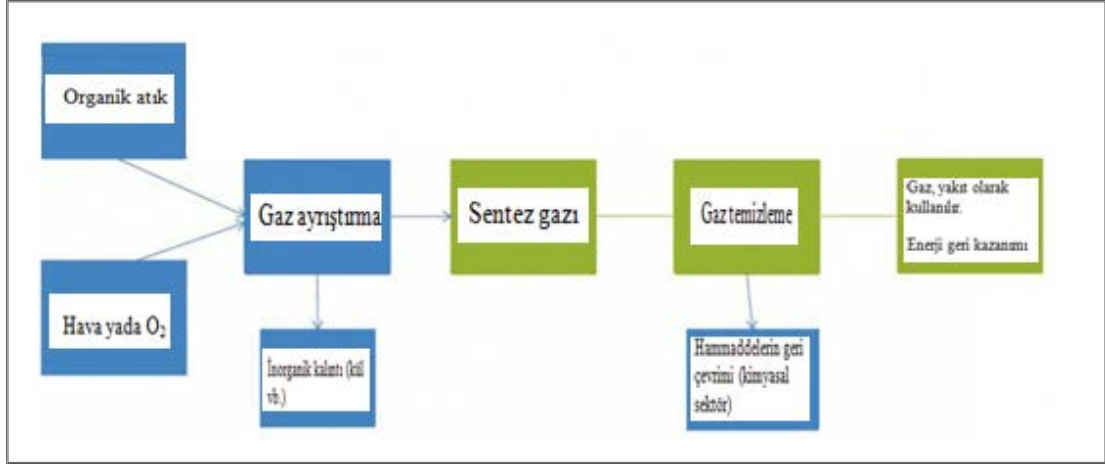 Organik atık
Hava yada O₂
Gaz ayrıştırma
İnorganik kalıntı (kül
vb.)
Sentez gazı
Gaz temizleme
Hammaddelerin geri
çevrimi (kimyasal
sektör)
Gaz, yakıt olarak
kullanılır.
Enerji geri kazanımı